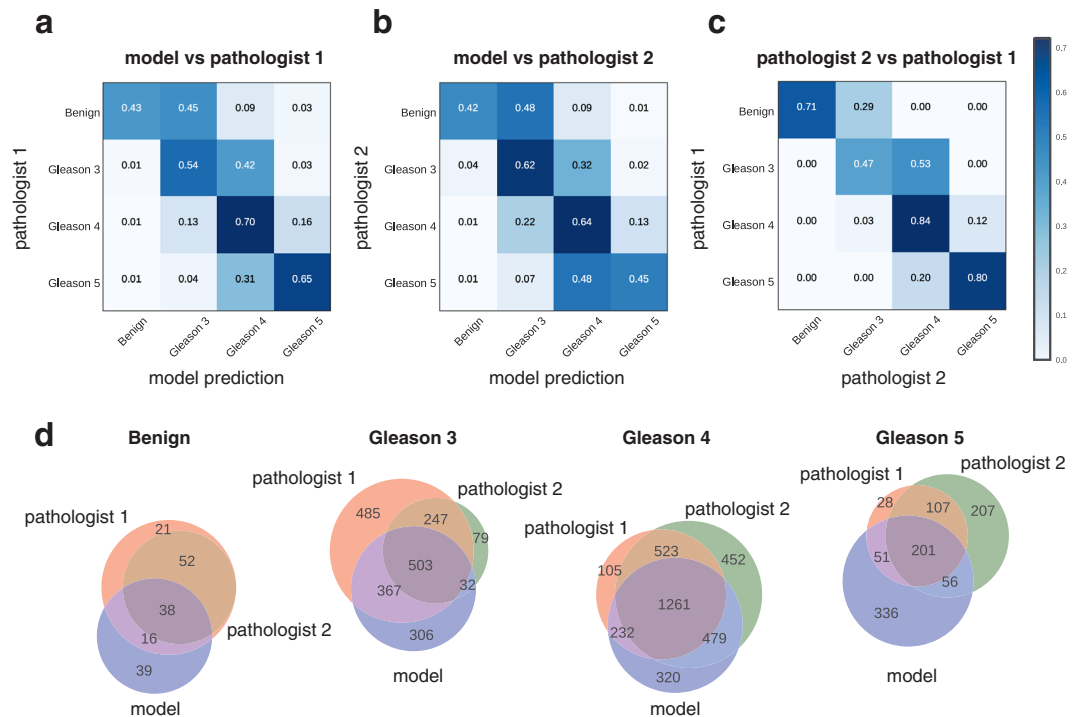 a
model vs pathologist 1
pathologist 1
Benign 0.43 0.45 0.09 0.03
Gleason 3 0.01 0.54 0.42 0.03
Gleason 4 0.01 0.13 0.70 0.16
Gleason 5 0.01 0.04 0.31 0.65
Benign Gleason 3 Gleason 4 Gleason 5
model prediction
b
model vs pathologist 2
pathologist 2
Benign 0.42 0.48 0.09 0.01
Gleason 3 0.04 0.62 0.32 0.02
Gleason 4 0.01 0.22 0.64 0.13
Gleason 5 0.01 0.07 0.48 0.45
Benign Gleason 3 Gleason 4 Gleason 5
model prediction
c
pathologist 2 vs pathologist 1
pathologist 1
Benign 0.71 0.29 0.00 0.00
Gleason 3 0.00 0.47 0.53 0.00
Gleason 4 0.00 0.03 0.84 0.12
Gleason 5 0.00 0.00 0.20 0.80
Benign Gleason 3 Gleason 4 Gleason 5
pathologist 2
0.7
0.6
0.5
0.4
0.3
0.2
0.1
0.0
d
Benign
pathologist 1
21
52
38
pathologist 2
16
39
model
Gleason 3
pathologist 1
pathologist 2
485
247
79
503
367
32
306
model
Gleason 4
pathologist 1
pathologist 2
523
452
105
1261
232
479
320
model
Gleason 5
pathologist 1
pathologist 2
28
107
207
51
201
56
336
model